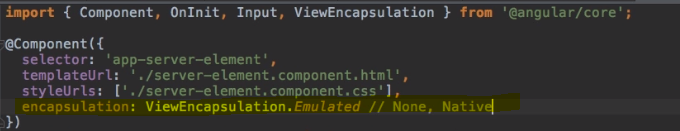 import { Component, OnInit, Input, ViewEncapsulation } from '@angular/core';
@Component({
selector: 'app-server-element',
templateUrl: './server-element.component.html',
styleUrls: ['./server-element.component.css'],
encapsulation: ViewEncapsulation.Emulated // None, Native
})